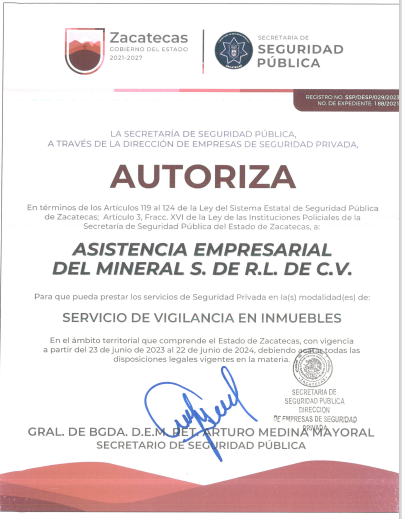 Zacatecas
GOBIERNO DEL ESTADO
2021-2027
SECRETARÍA DE
SEGURIDAD
PÚBLICA
REGISTRO NO. SSP/DESP/029/2023
NO. DE EXPEDIENTE 188/2021
LA SECRETARÍA DE SEGURIDAD PÚBLICA,
A TRAVÉS DE LA DIRECCIÓN DE EMPRESAS DE SEGURIDAD PRIVADA,
AUTORIZA
En términos de los Artículos 119 al 124 de la Ley del Sistema Estatal de Seguridad Pública
de Zacatecas; Artículo 3, Fracc. XVI de la Ley de las Instituciones Policiales de la
Secretaría de Seguridad Pública del Estado de Zacatecas, a:
ASISTENCIA EMPRESARIAL
DEL MINERAL S. DE R.L. DE C.V.
Para que pueda prestar los servicios de Seguridad Privada en la(s) modalidad(es) de:
SERVICIO DE VIGILANCIA EN INMUEBLES
En el ámbito territorial que comprende el Estado de Zacatecas, con vigencia
a partir del 23 de junio de 2023 al 22 de junio de 2024, debiendo acatar todas las
disposiciones legales vigentes en la materia.
SECRETARIA DE
SEGURIDAD PUBLICA
DIRECCION
DE EMPRESAS DE SEGURIDAD
PRIVADA
GRAL. DE BGDA. D.E.M. RET. ARTURO MEDINA MAYORAL
SECRETARIO DE SEGURIDAD PÚBLICA